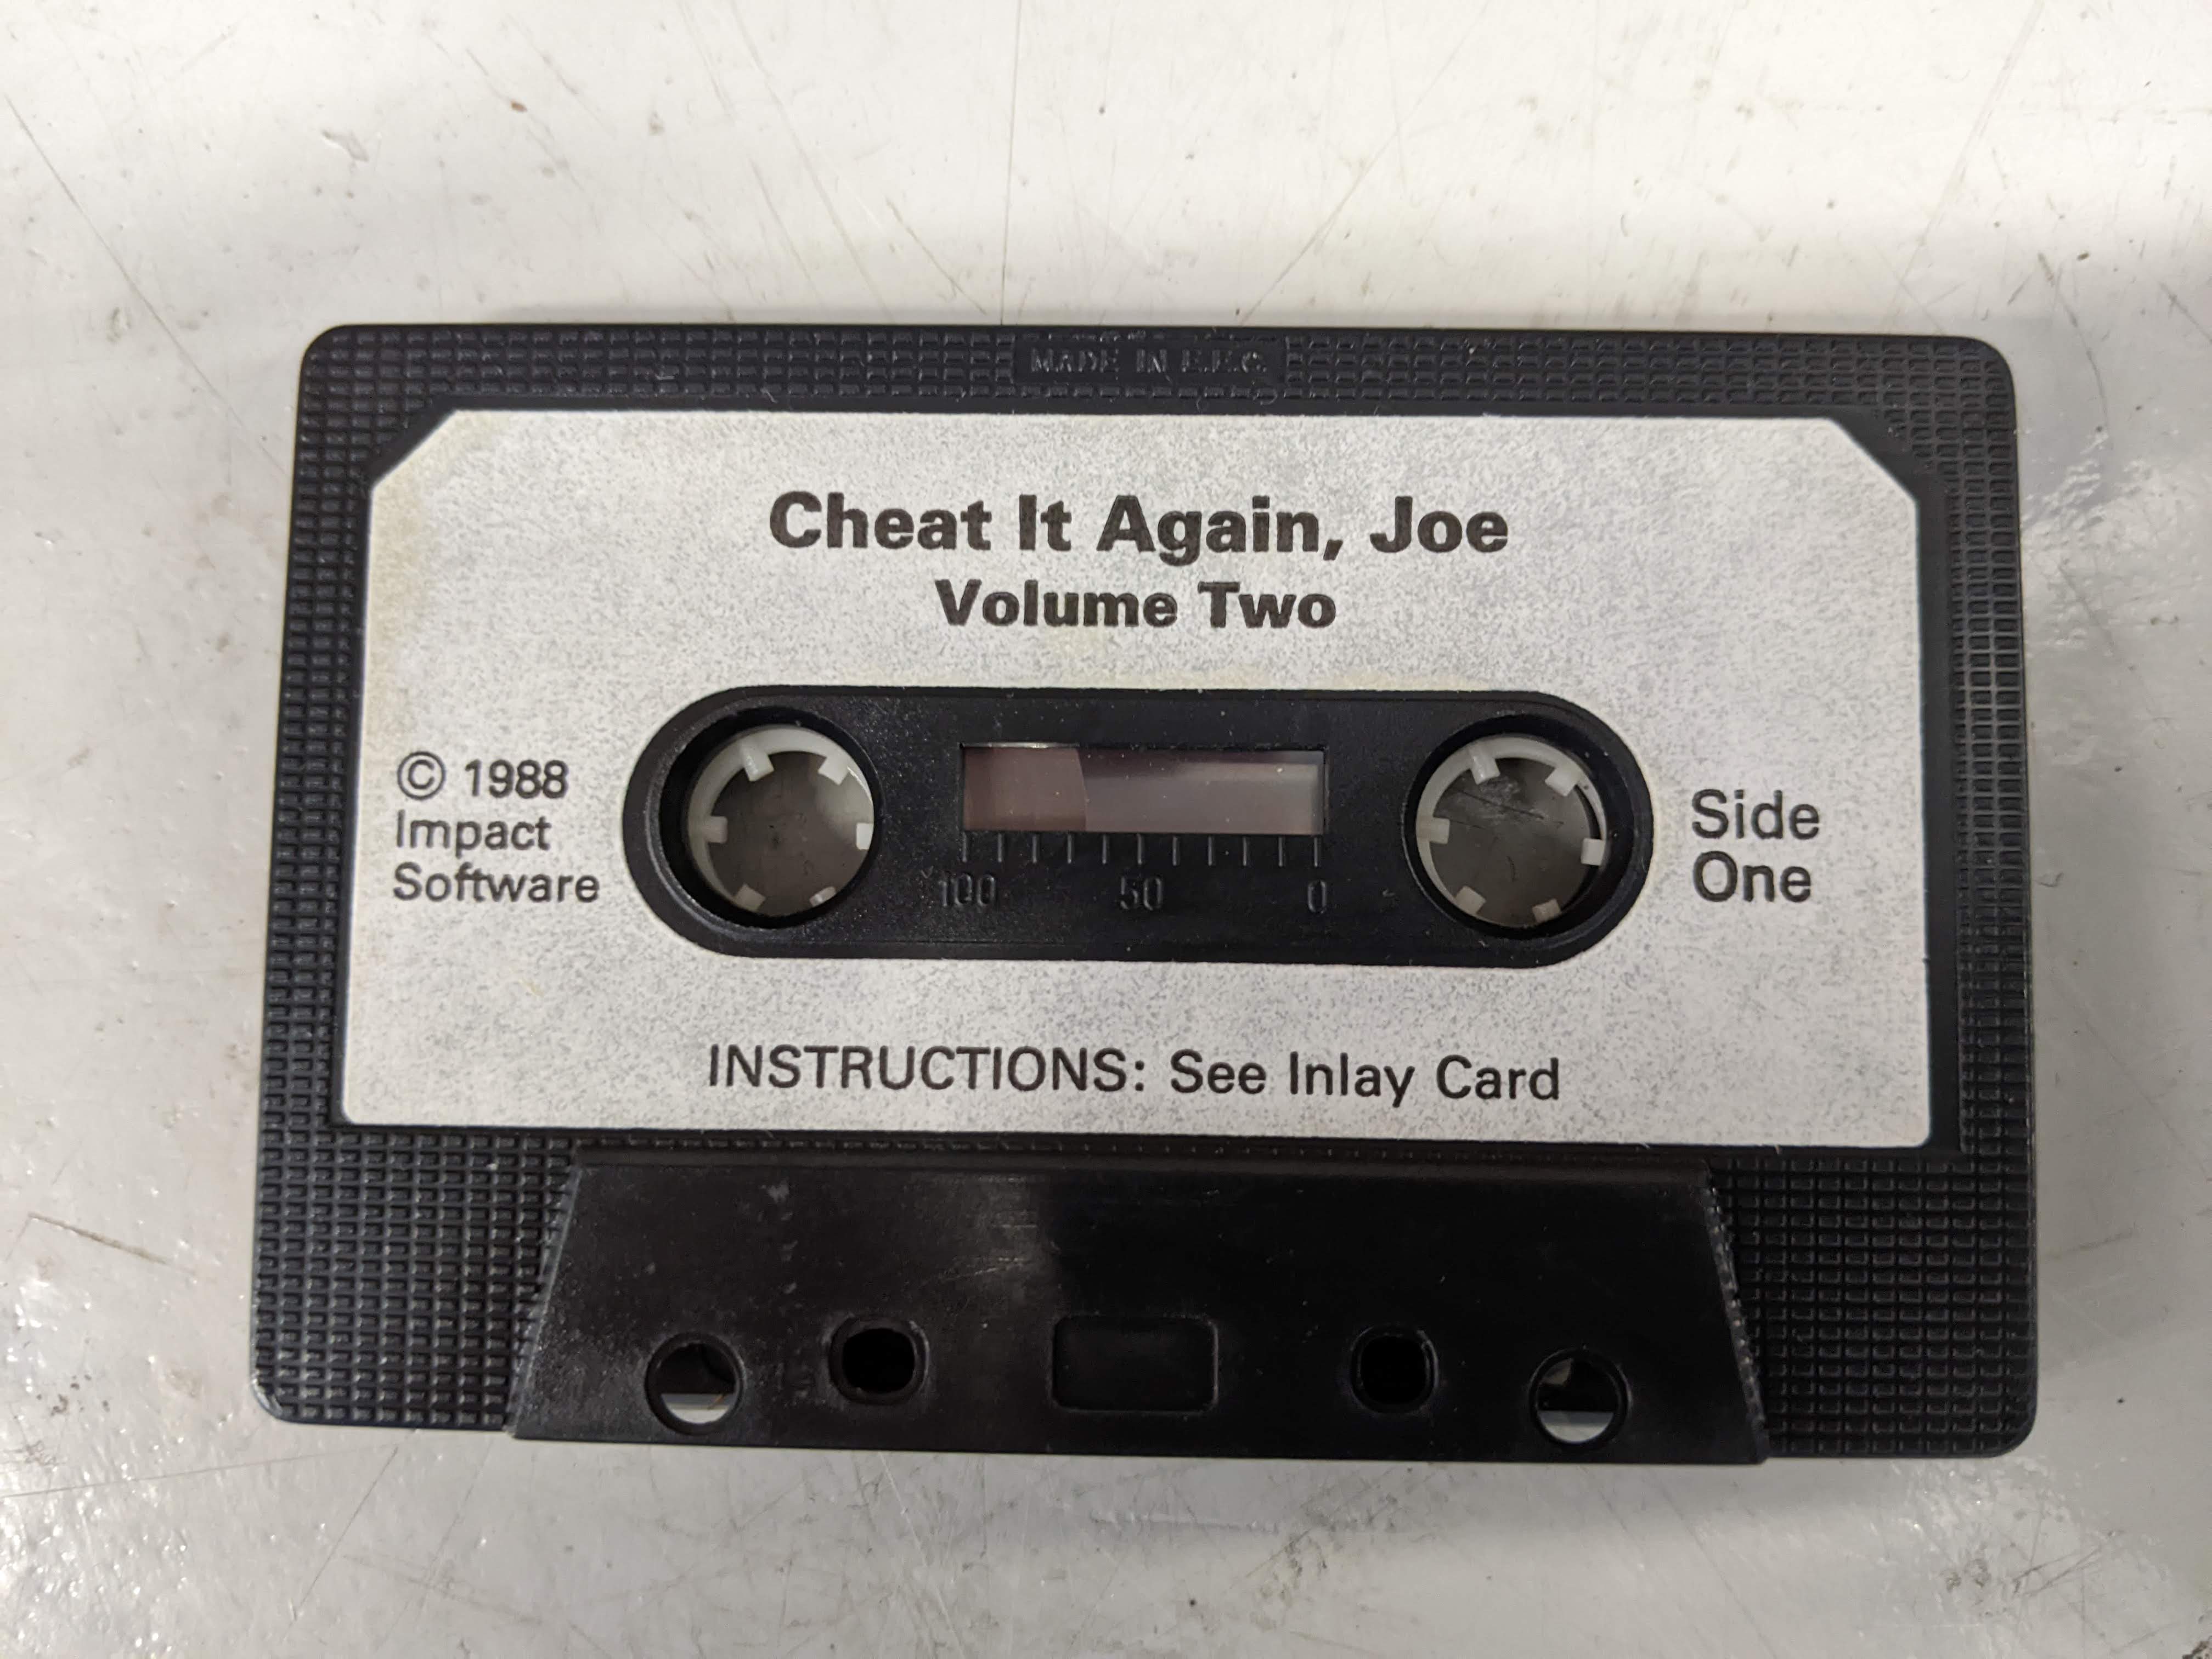 MADE IN E.E.C.
Cheat It Again, Joe
Volume Two
© 1988
Impact
Software
100 50 0
Side
One
INSTRUCTIONS: See Inlay Card